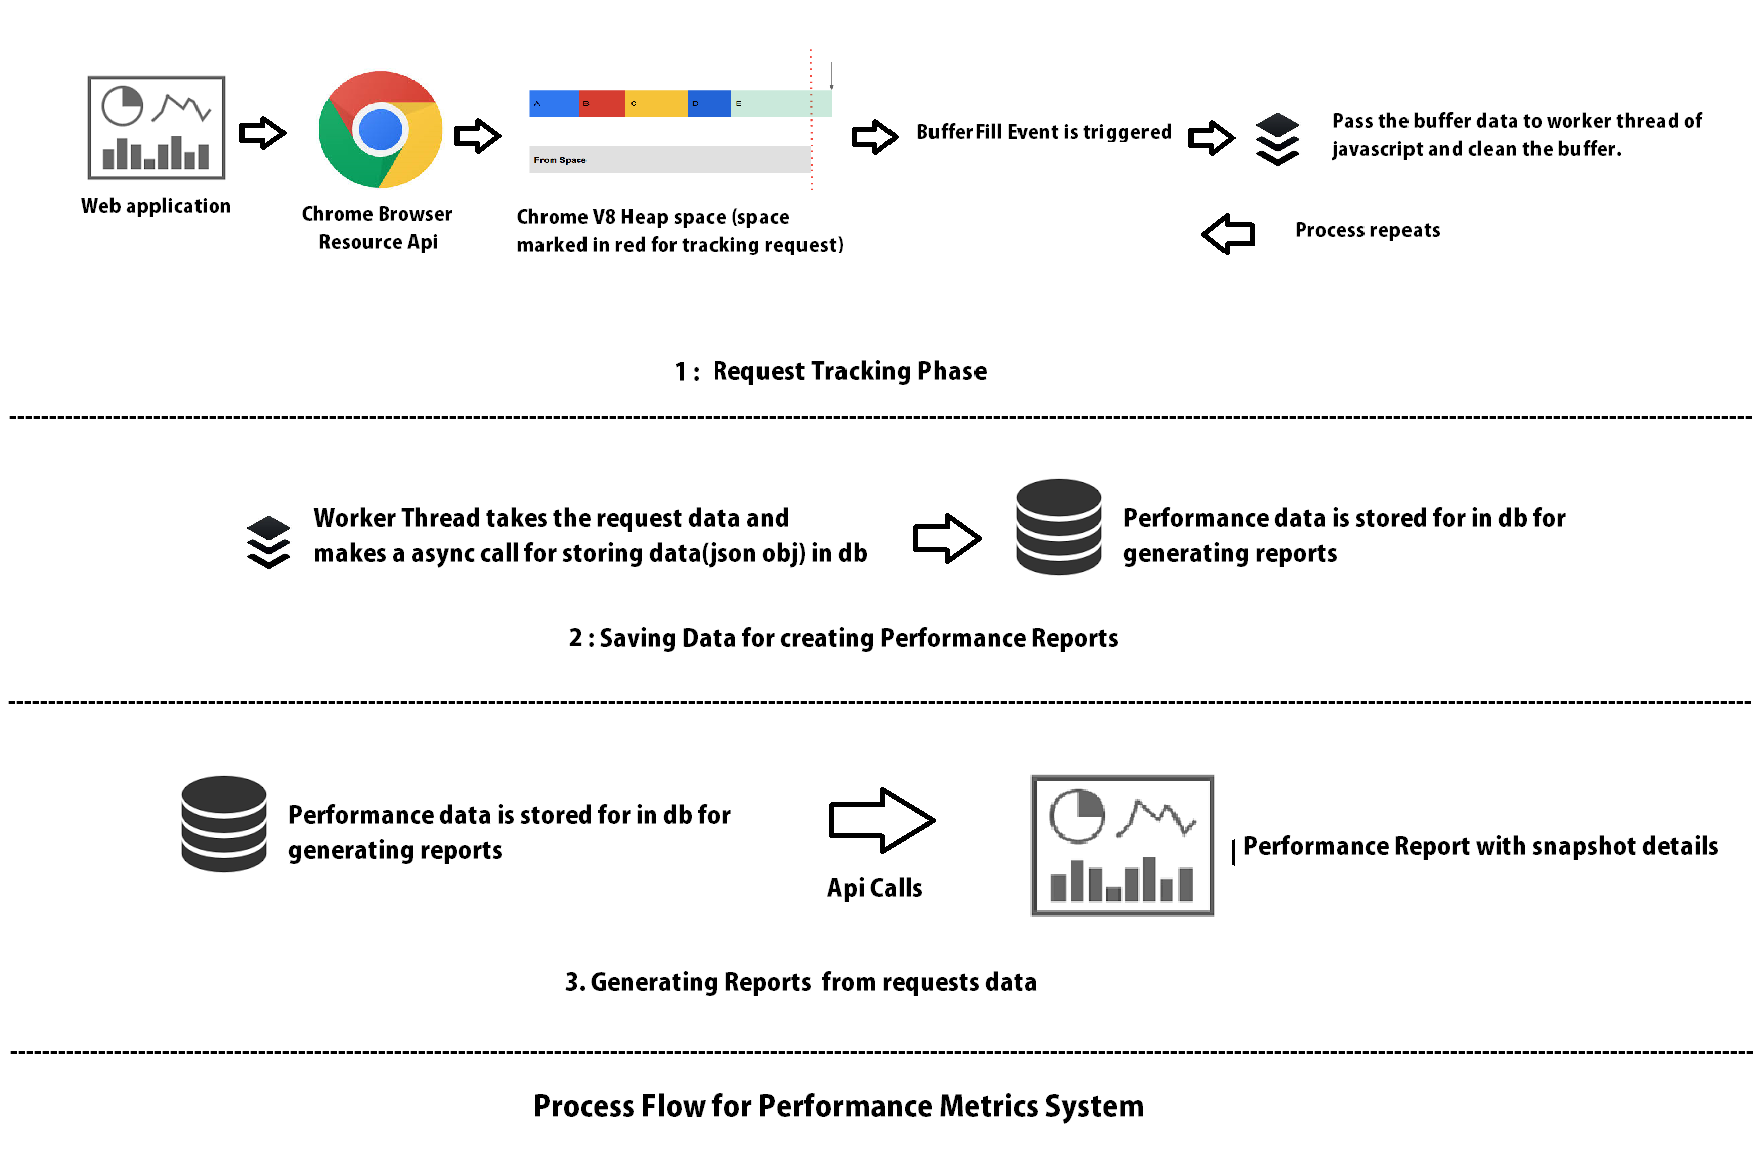 A B C D E
From Space
Web application
Chrome Browser
Resource Api
Chrome V8 Heap space (space
marked in red for tracking request)
BufferFill Event is triggered
Pass the buffer data to worker thread of
javascript and clean the buffer.
Process repeats
1 : Request Tracking Phase
Worker Thread takes the request data and
makes a async call for storing data(json obj) in db
Performance data is stored for in db for
generating reports
2 : Saving Data for creating Performance Reports
Performance data is stored for in db for
generating reports
Api Calls
Performance Report with snapshot details
3. Generating Reports from requests data
Process Flow for Performance Metrics System